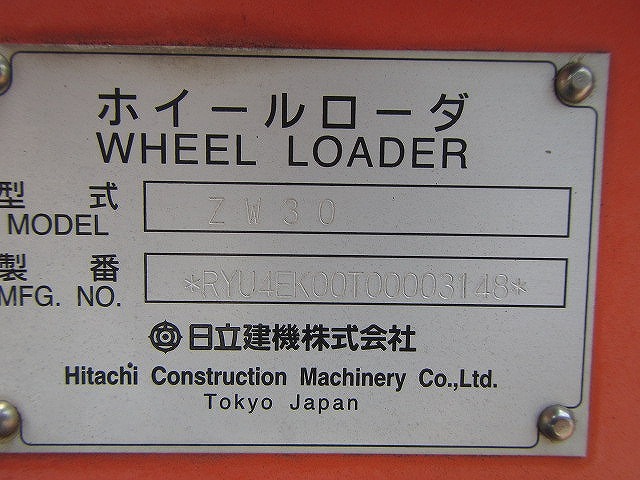 ホイールローダ
WHEEL LOADER
型式 ZW30
MODEL
製番 *RYU4EK00T00003148*
MFG. NO.
日立建機株式会社
Hitachi Construction Machinery Co.,Ltd.
Tokyo Japan